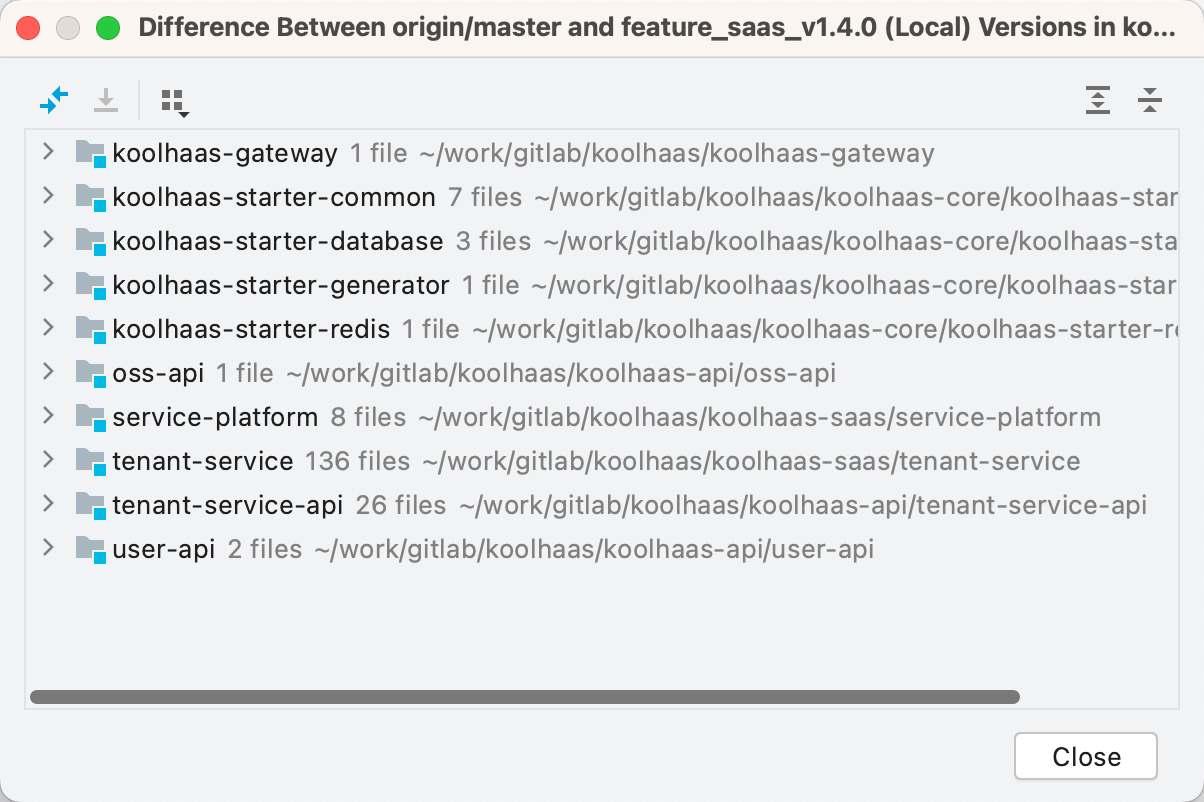 Difference Between origin/master and feature_saas_v1.4.0 (Local) Versions in ko...
koolhaas-gateway 1 file ~/work/gitlab/koolhaas/koolhaas-gateway
koolhaas-starter-common 7 files ~/work/gitlab/koolhaas/koolhaas-core/koolhaas-star
koolhaas-starter-database 3 files ~/work/gitlab/koolhaas/koolhaas-core/koolhaas-sta
koolhaas-starter-generator 1 file ~/work/gitlab/koolhaas/koolhaas-core/koolhaas-star
koolhaas-starter-redis 1 file ~/work/gitlab/koolhaas/koolhaas-core/koolhaas-starter-re
oss-api 1 file ~/work/gitlab/koolhaas/koolhaas-api/oss-api
service-platform 8 files ~/work/gitlab/koolhaas/koolhaas-saas/service-platform
tenant-service 136 files ~/work/gitlab/koolhaas/koolhaas-saas/tenant-service
tenant-service-api 26 files ~/work/gitlab/koolhaas/koolhaas-api/tenant-service-api
user-api 2 files ~/work/gitlab/koolhaas/koolhaas-api/user-api
Close